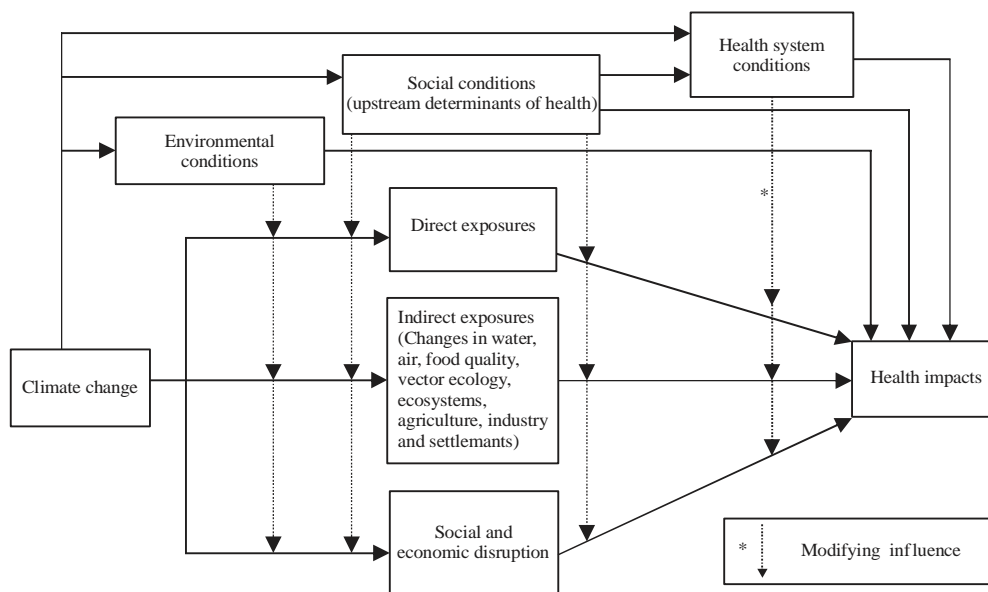 Health system
conditions
Social conditions
(upstream determinants of health)
Environmental
conditions
*
Direct exposures
Indirect exposures
(Changes in water,
air, food quality,
vector ecology,
ecosystems,
agriculture, industry
and settlemants)
Climate change
Health impacts
Social and
economic disruption
* Modifying influence